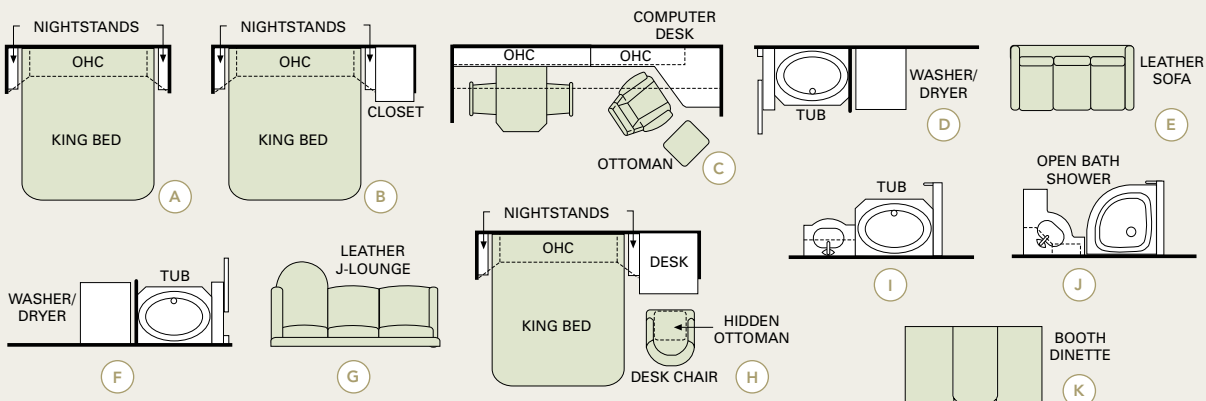 NIGHTSTANDS
OHC
KING BED
A
NIGHTSTANDS
OHC
CLOSET
KING BED
B
COMPUTER
DESK
OHC
OHC
OTTOMAN
C
WASHER/
DRYER
TUB
D
LEATHER
SOFA
E
WASHER/
DRYER
TUB
F
LEATHER
J-LOUNGE
G
NIGHTSTANDS
OHC
DESK
KING BED
HIDDEN
OTTOMAN
DESK CHAIR
H
TUB
I
OPEN BATH
SHOWER
J
BOOTH
DINETTE
K